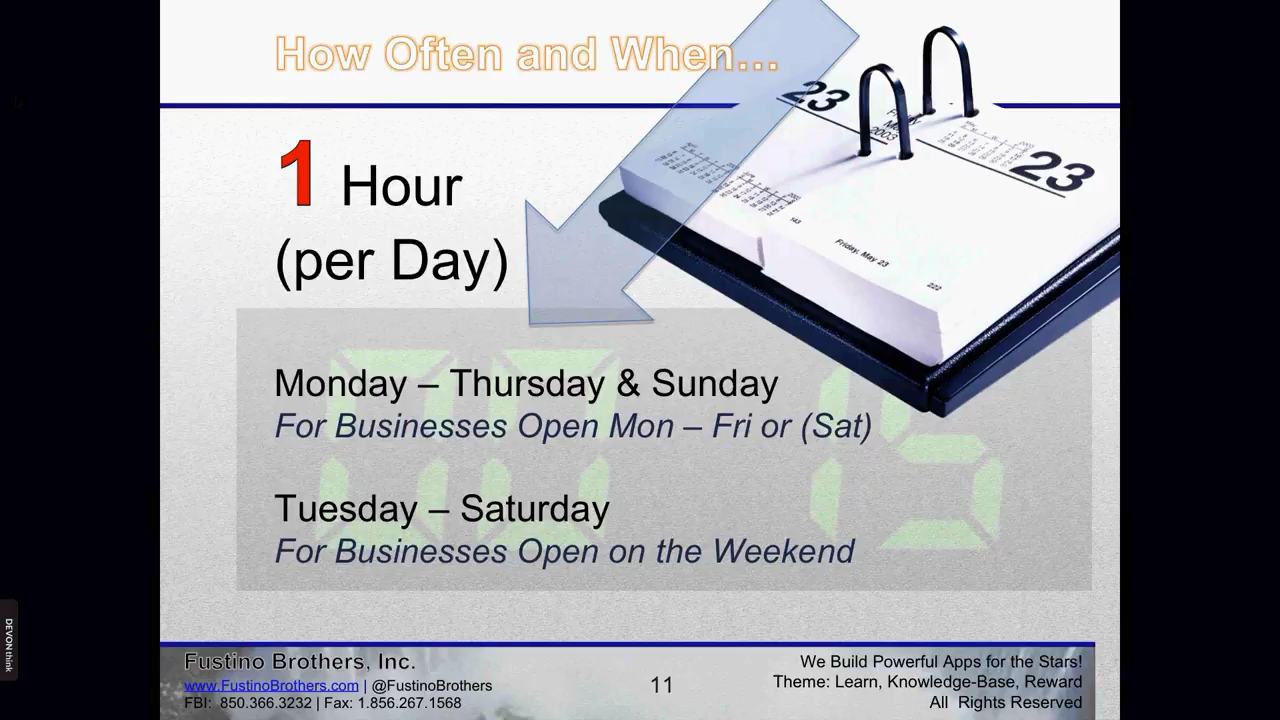 How Often and When...
1 Hour
(per Day)
23
23
2003
143
Friday, May 23
222
Monday – Thursday & Sunday
For Businesses Open Mon – Fri or (Sat)
Tuesday – Saturday
For Businesses Open on the Weekend
Fustino Brothers, Inc.
www.FustinoBrothers.com | @FustinoBrothers
FBI: 850.366.3232 | Fax: 1.856.267.1568
11
We Build Powerful Apps for the Stars!
Theme: Learn, Knowledge-Base, Reward
All Rights Reserved
DEVONthink